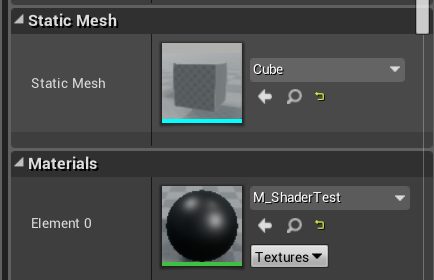 Static Mesh
Static Mesh
Cube
Materials
Element 0
M_ShaderTest
Textures